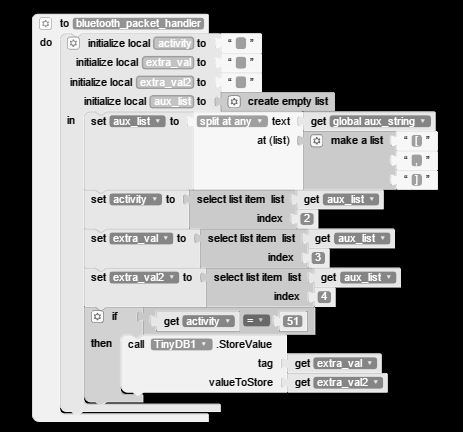 to bluetooth_packet_handler
do initialize local activity to “ ”
initialize local extra_val to “ ”
initialize local extra_val2 to “ ”
initialize local aux_list to create empty list
in set aux_list to split at any text get global aux_string
at (list) make a list “ [ ”
“ , ”
“ ] ”
set activity to select list item list get aux_list
index 2
set extra_val to select list item list get aux_list
index 3
set extra_val2 to select list item list get aux_list
index 4
if get activity = 51
then call TinyDB1 .StoreValue
tag get extra_val
valueToStore get extra_val2